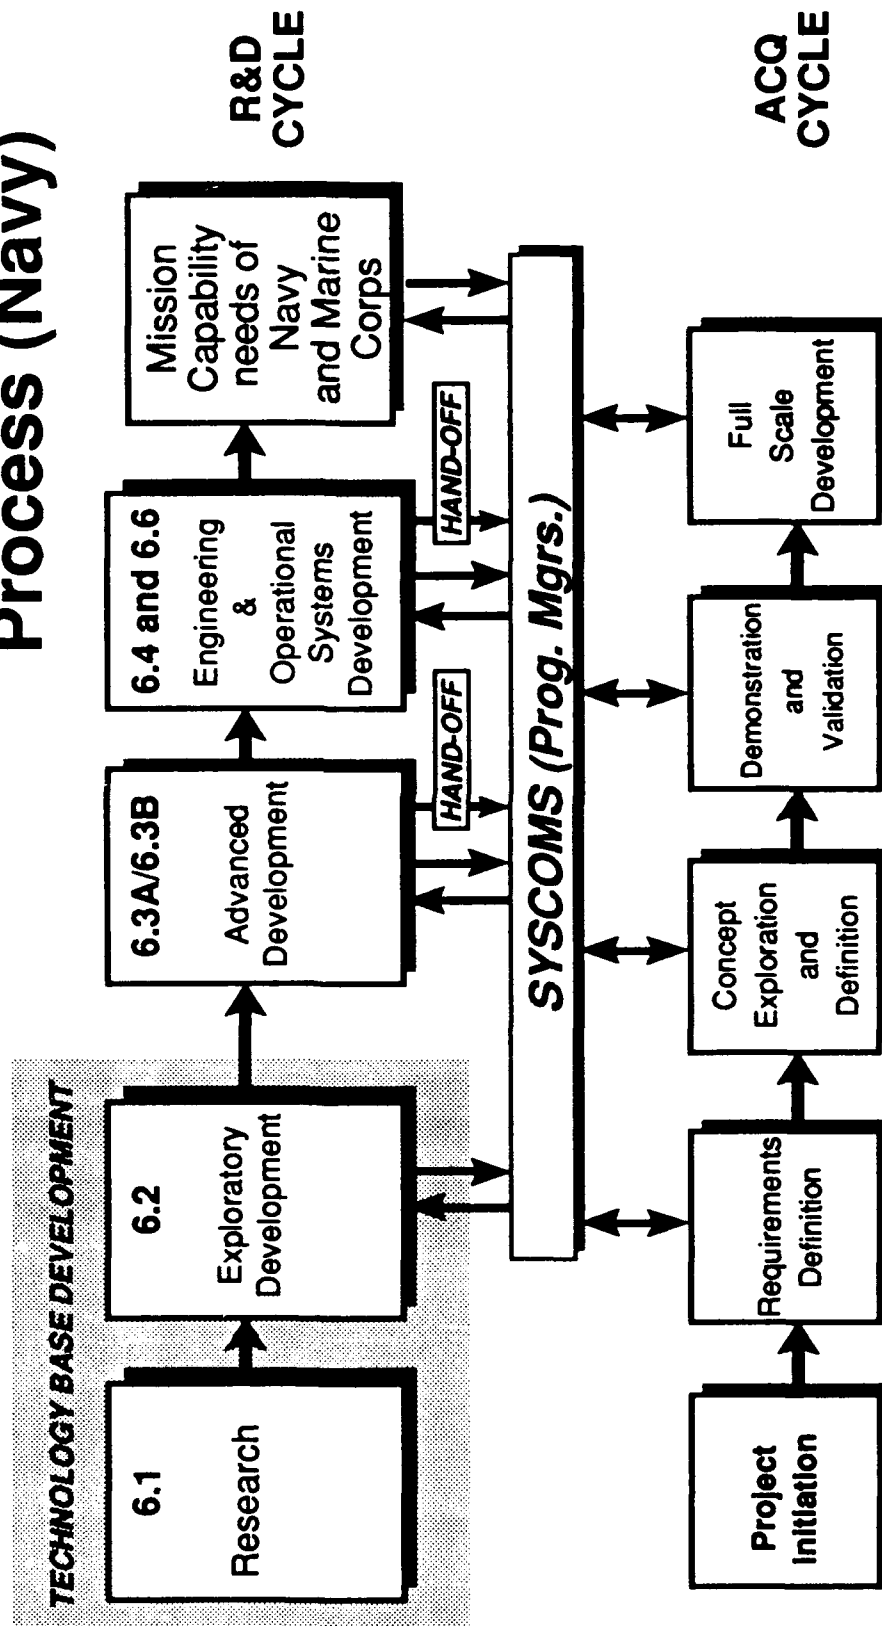 Process (Navy)
TECHNOLOGY BASE DEVELOPMENT
6.1
Research
6.2
Exploratory
Development
6.3A/6.3B
Advanced
Development
6.4 and 6.6
Engineering
&
Operational
Systems
Development
Mission
Capability
needs of
Navy
and Marine
Corps
R&D
CYCLE
HAND-OFF
HAND-OFF
SYSCOMS (Prog. Mgrs.)
Project
Initiation
Requirements
Definition
Concept
Exploration
and
Definition
Demonstration
and
Validation
Full
Scale
Development
ACQ
CYCLE